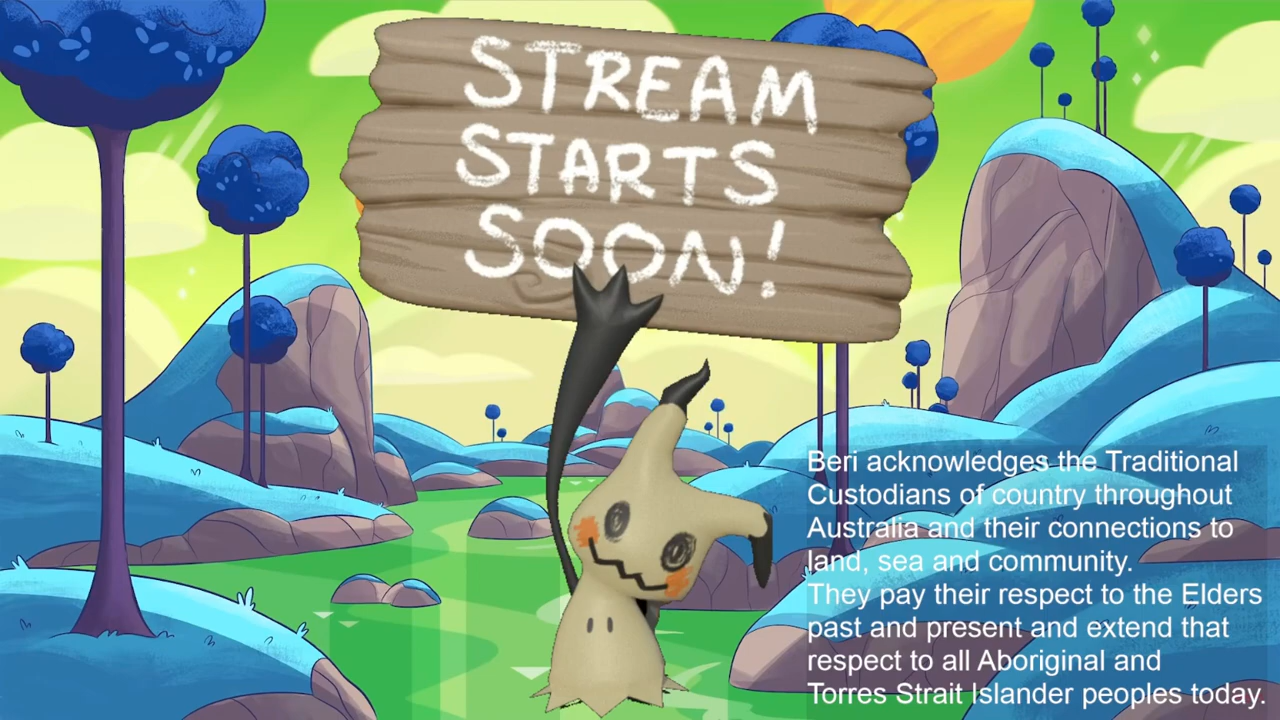 STREAM
STARTS
SOON!
Beri acknowledges the Traditional
Custodians of country throughout
Australia and their connections to
land, sea and community.
They pay their respect to the Elders
past and present and extend that
respect to all Aboriginal and
Torres Strait Islander peoples today.